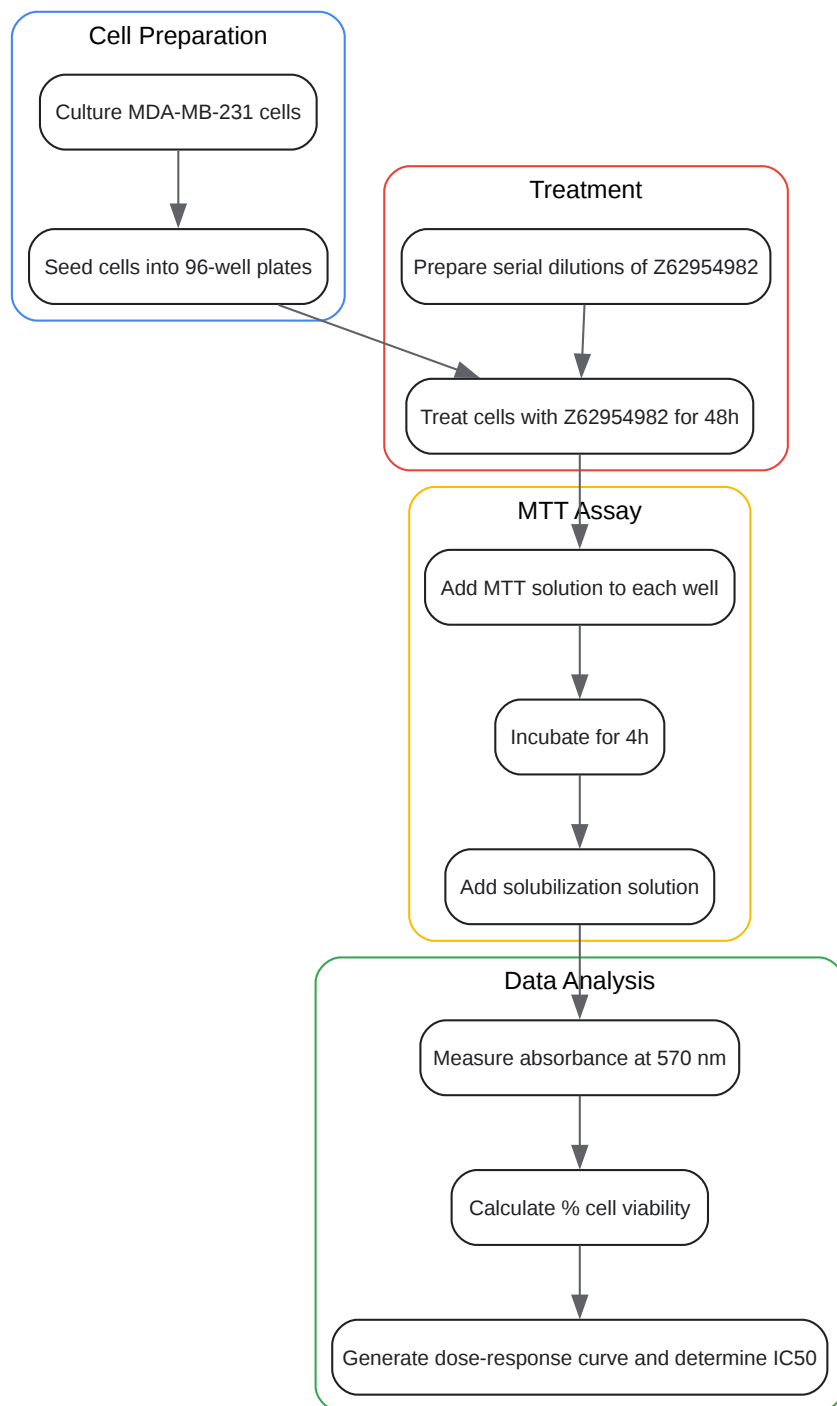 Cell Preparation
Culture MDA-MB-231 cells
Seed cells into 96-well plates
Treatment
Prepare serial dilutions of Z62954982
Treat cells with Z62954982 for 48h
MTT Assay
Add MTT solution to each well
Incubate for 4h
Add solubilization solution
Data Analysis
Measure absorbance at 570 nm
Calculate % cell viability
Generate dose-response curve and determine IC50